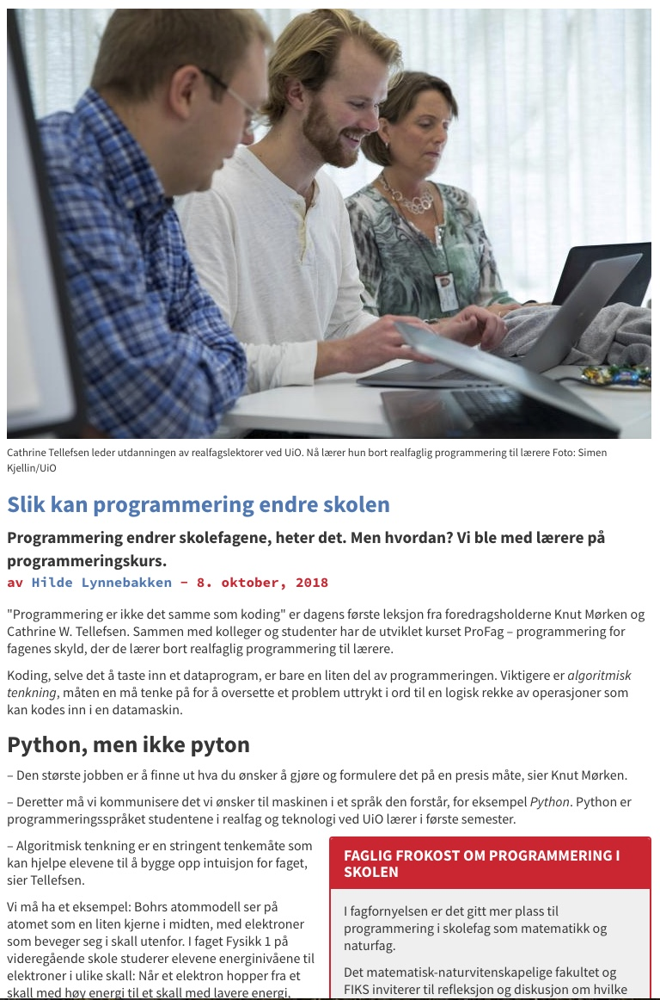 Cathrine Tellefsen leder utdanningen av realfagslektorer ved UiO. Nå lærer hun bort realfaglig programmering til lærere Foto: Simen
Kjellin/UiO
Slik kan programmering endre skolen
Programmering endrer skolefagene, heter det. Men hvordan? Vi ble med lærere på
programmeringskurs.
av Hilde Lynnebakken – 8. oktober, 2018
"Programmering er ikke det samme som koding" er dagens første leksjon fra foredragsholderne Knut Mørken og
Cathrine W. Tellefsen. Sammen med kolleger og studenter har de utviklet kurset ProFag – programmering for
fagenes skyld, der de lærer bort realfaglig programmering til lærere.
Koding, selve det å taste inn et dataprogram, er bare en liten del av programmeringen. Viktigere er algoritmisk
tenkning, måten en må tenke på for å oversette et problem uttrykt i ord til en logisk rekke av operasjoner som
kan kodes inn i en datamaskin.
Python, men ikke pyton
– Den største jobben er å finne ut hva du ønsker å gjøre og formulere det på en presis måte, sier Knut Mørken.
– Deretter må vi kommunisere det vi ønsker til maskinen i et språk den forstår, for eksempel Python. Python er
programmeringsspråket studentene i realfag og teknologi ved UiO lærer i første semester.
– Algoritmisk tenkning er en stringent tenkemåte som
kan hjelpe elevene til å bygge opp intuisjon for faget,
sier Tellefsen.
Vi må ha et eksempel: Bohrs atommodell ser på
atomet som en liten kjerne i midten, med elektroner
som beveger seg i skall utenfor. I faget Fysikk 1 på
videregående skole studerer elevene energinivåene til
elektroner i ulike skall: Når et elektron hopper fra et
skall med høy energi til et skall med lavere energi,
FAGLIG FROKOST OM PROGRAMMERING I
SKOLEN
I fagfornyelsen er det gitt mer plass til
programmering i skolefag som matematikk og
naturfag.
Det matematisk-naturvitenskapelige fakultet og
FIKS inviterer til refleksjon og diskusjon om hvilke